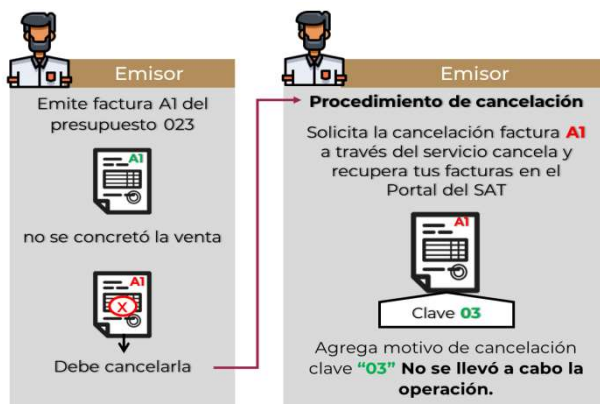 Emisor
Emite factura A1 del
presupuesto 023
A1
no se concretó la venta
A1
X
Debe cancelarla
Emisor
Procedimiento de cancelación
Solicita la cancelación factura A1
a través del servicio cancela y
recupera tus facturas en el
Portal del SAT
A1
Clave 03
Agrega motivo de cancelación
clave “03” No se llevó a cabo la
operación.